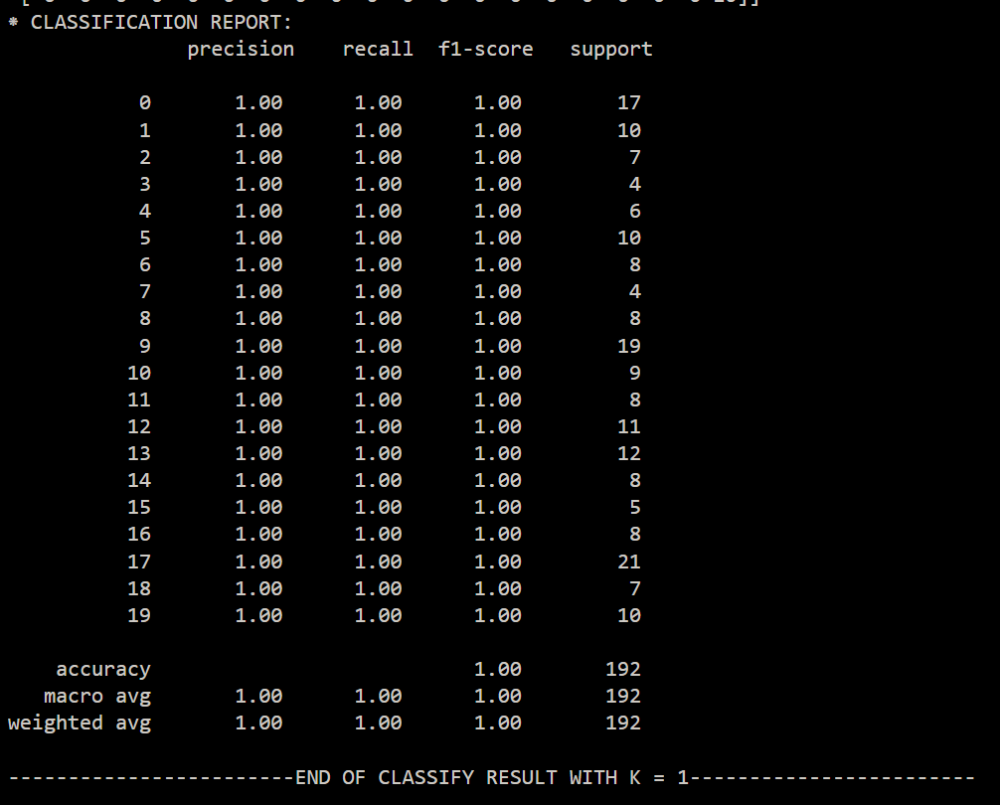 * CLASSIFICATION REPORT:
precision recall f1-score support
0 1.00 1.00 1.00 17
1 1.00 1.00 1.00 10
2 1.00 1.00 1.00 7
3 1.00 1.00 1.00 4
4 1.00 1.00 1.00 6
5 1.00 1.00 1.00 10
6 1.00 1.00 1.00 8
7 1.00 1.00 1.00 4
8 1.00 1.00 1.00 8
9 1.00 1.00 1.00 19
10 1.00 1.00 1.00 9
11 1.00 1.00 1.00 8
12 1.00 1.00 1.00 11
13 1.00 1.00 1.00 12
14 1.00 1.00 1.00 8
15 1.00 1.00 1.00 5
16 1.00 1.00 1.00 8
17 1.00 1.00 1.00 21
18 1.00 1.00 1.00 7
19 1.00 1.00 1.00 10
accuracy 1.00 192
macro avg 1.00 1.00 1.00 192
weighted avg 1.00 1.00 1.00 192
------------------------END OF CLASSIFY RESULT WITH K = 1------------------------